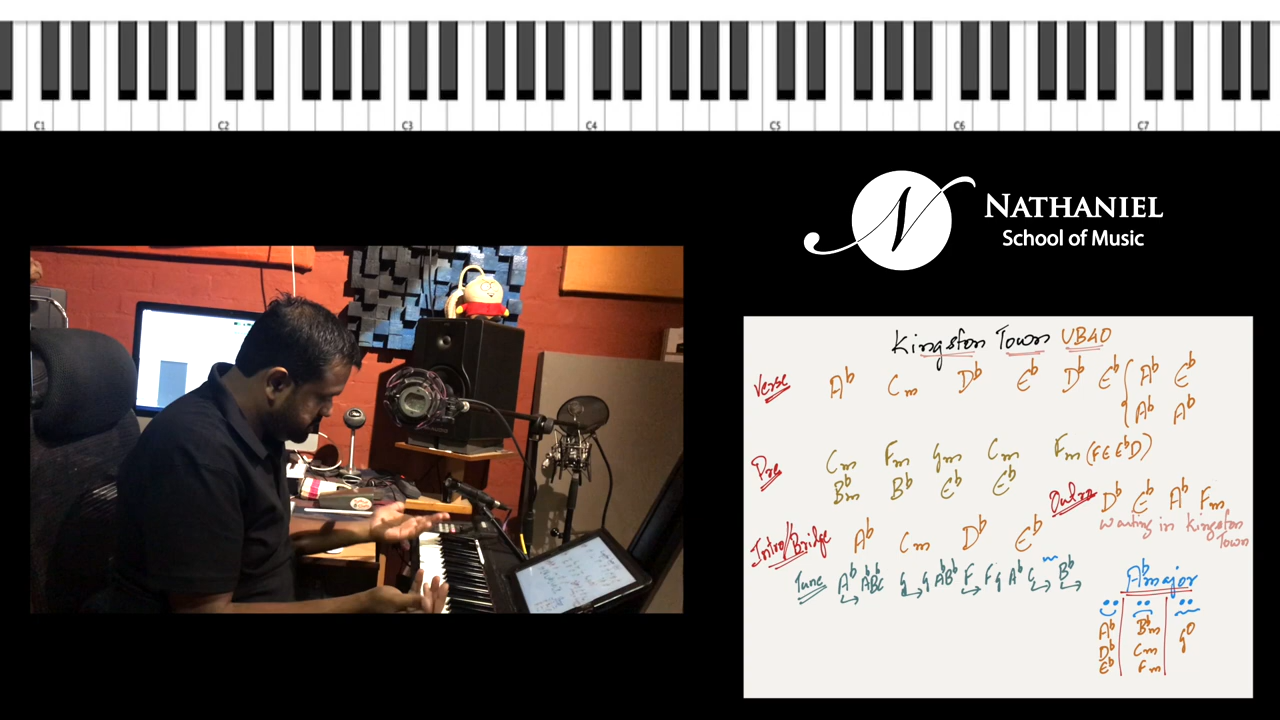 C1 C2 C3 C4 C5 C6 C7
NATHANIEL
School of Music
Kingston Town UB40
Verse A♭ Cm D♭ E♭ D♭ E♭ { A♭ E♭
A♭ A♭
Pre Cm Fm Gm Cm Fm (F E E♭ D)
B♭m B♭ E♭ E♭
Outro D♭ E♭ A♭ Fm
waiting in Kingston Town
Intro/Bridge A♭ Cm D♭ E♭
Tune A♭ A♭B♭C G G A♭B♭ F F G A♭ G B♭
A♭ major
A♭ B♭m G°
D♭ Cm
E♭ Fm